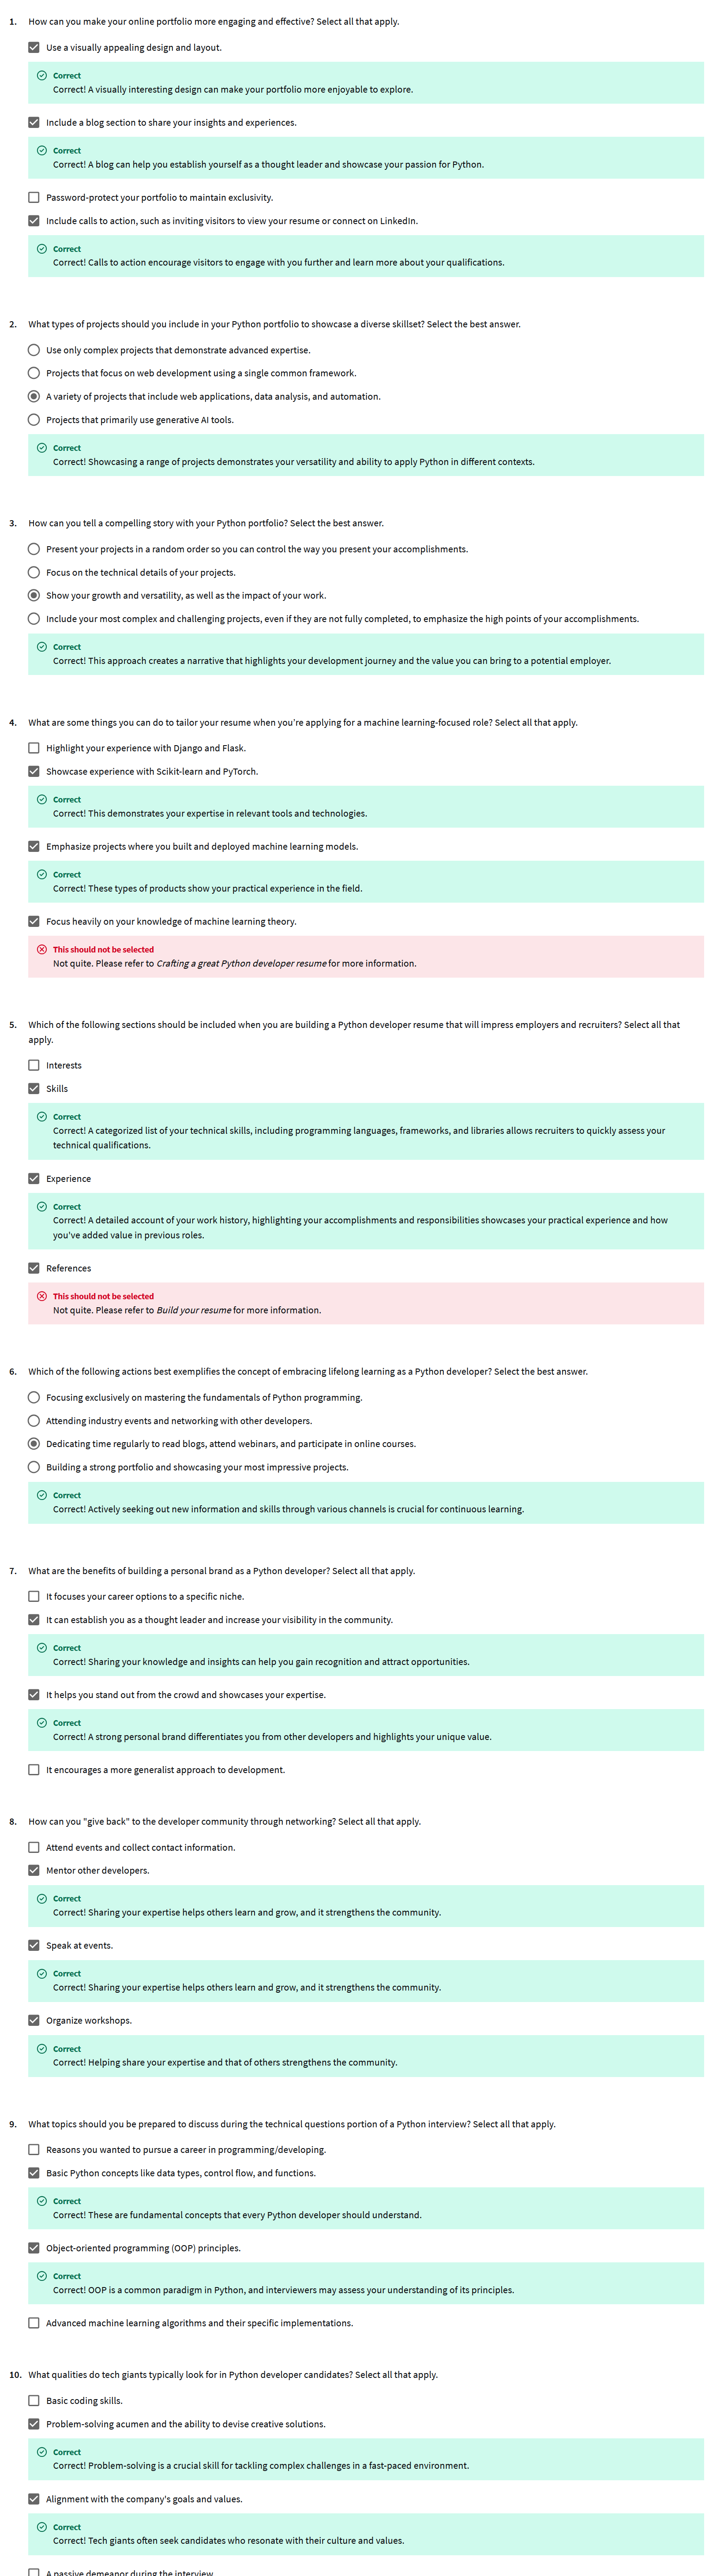 1. How can you make your online portfolio more engaging and effective? Select all that apply.
Use a visually appealing design and layout.
Correct
Correct! A visually interesting design can make your portfolio more enjoyable to explore.
Include a blog section to share your insights and experiences.
Correct
Correct! A blog can help you establish yourself as a thought leader and showcase your passion for Python.
Password-protect your portfolio to maintain exclusivity.
Include calls to action, such as inviting visitors to view your resume or connect on LinkedIn.
Correct
Correct! Calls to action encourage visitors to engage with you further and learn more about your qualifications.
2. What types of projects should you include in your Python portfolio to showcase a diverse skillset? Select the best answer.
Use only complex projects that demonstrate advanced expertise.
Projects that focus on web development using a single common framework.
A variety of projects that include web applications, data analysis, and automation.
Projects that primarily use generative AI tools.
Correct
Correct! Showcasing a range of projects demonstrates your versatility and ability to apply Python in different contexts.
3. How can you tell a compelling story with your Python portfolio? Select the best answer.
Present your projects in a random order so you can control the way you present your accomplishments.
Focus on the technical details of your projects.
Show your growth and versatility, as well as the impact of your work.
Include your most complex and challenging projects, even if they are not fully completed, to emphasize the high points of your accomplishments.
Correct
Correct! This approach creates a narrative that highlights your development journey and the value you can bring to a potential employer.
4. What are some things you can do to tailor your resume when you're applying for a machine learning-focused role? Select all that apply.
Highlight your experience with Django and Flask.
Showcase experience with Scikit-learn and PyTorch.
Correct
Correct! This demonstrates your expertise in relevant tools and technologies.
Emphasize projects where you built and deployed machine learning models.
Correct
Correct! These types of products show your practical experience in the field.
Focus heavily on your knowledge of machine learning theory.
This should not be selected
Not quite. Please refer to Crafting a great Python developer resume for more information.
5. Which of the following sections should be included when you are building a Python developer resume that will impress employers and recruiters? Select all that
apply.
Interests
Skills
Correct
Correct! A categorized list of your technical skills, including programming languages, frameworks, and libraries allows recruiters to quickly assess your
technical qualifications.
Experience
Correct
Correct! A detailed account of your work history, highlighting your accomplishments and responsibilities showcases your practical experience and how
you've added value in previous roles.
References
This should not be selected
Not quite. Please refer to Build your resume for more information.
6. Which of the following actions best exemplifies the concept of embracing lifelong learning as a Python developer? Select the best answer.
Focusing exclusively on mastering the fundamentals of Python programming.
Attending industry events and networking with other developers.
Dedicating time regularly to read blogs, attend webinars, and participate in online courses.
Building a strong portfolio and showcasing your most impressive projects.
Correct
Correct! Actively seeking out new information and skills through various channels is crucial for continuous learning.
7. What are the benefits of building a personal brand as a Python developer? Select all that apply.
It focuses your career options to a specific niche.
It can establish you as a thought leader and increase your visibility in the community.
Correct
Correct! Sharing your knowledge and insights can help you gain recognition and attract opportunities.
It helps you stand out from the crowd and showcases your expertise.
Correct
Correct! A strong personal brand differentiates you from other developers and highlights your unique value.
It encourages a more generalist approach to development.
8. How can you "give back" to the developer community through networking? Select all that apply.
Attend events and collect contact information.
Mentor other developers.
Correct
Correct! Sharing your expertise helps others learn and grow, and it strengthens the community.
Speak at events.
Correct
Correct! Sharing your expertise helps others learn and grow, and it strengthens the community.
Organize workshops.
Correct
Correct! Helping share your expertise and that of others strengthens the community.
9. What topics should you be prepared to discuss during the technical questions portion of a Python interview? Select all that apply.
Reasons you wanted to pursue a career in programming/developing.
Basic Python concepts like data types, control flow, and functions.
Correct
Correct! These are fundamental concepts that every Python developer should understand.
Object-oriented programming (OOP) principles.
Correct
Correct! OOP is a common paradigm in Python, and interviewers may assess your understanding of its principles.
Advanced machine learning algorithms and their specific implementations.
10. What qualities do tech giants typically look for in Python developer candidates? Select all that apply.
Basic coding skills.
Problem-solving acumen and the ability to devise creative solutions.
Correct
Correct! Problem-solving is a crucial skill for tackling complex challenges in a fast-paced environment.
Alignment with the company's goals and values.
Correct
Correct! Tech giants often seek candidates who resonate with their culture and values.
A passive demeanor during the interview.